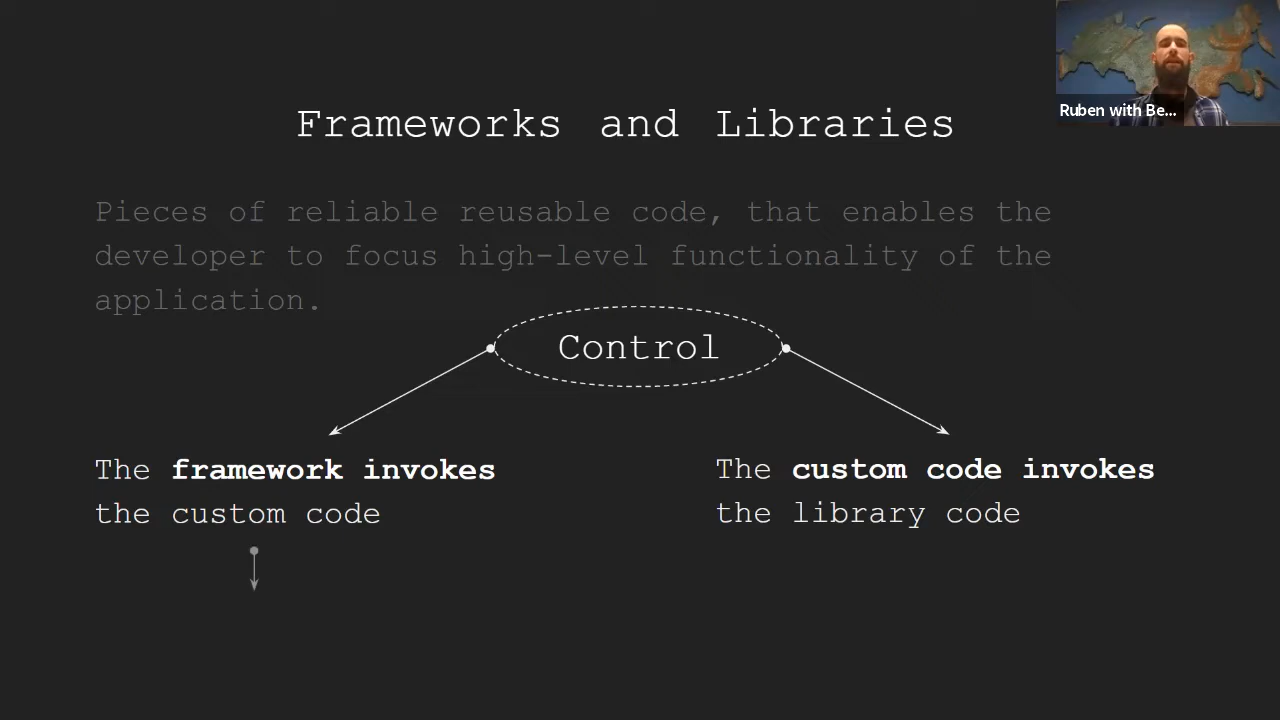 Ruben with Be...
Frameworks and Libraries
Pieces of reliable reusable code, that enables the
developer to focus high-level functionality of the
application.
Control
The framework invokes
the custom code
The custom code invokes
the library code